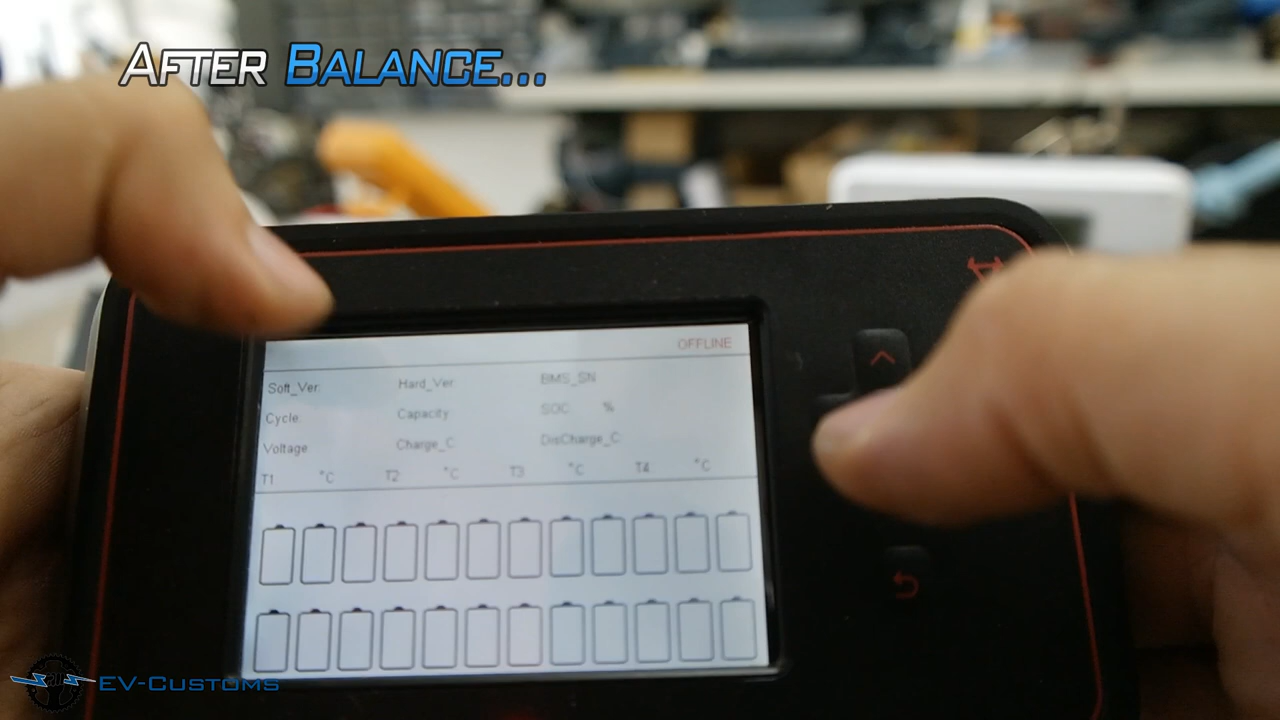 AFTER BALANCE...
OFFLINE
Soft_Ver: Hard_Ver BMS_SN
Cycle Capacity SOC: %
Voltage Charge_C DisCharge_C
T1 °C T2 °C T3 °C T4 °C
EV-CUSTOMS